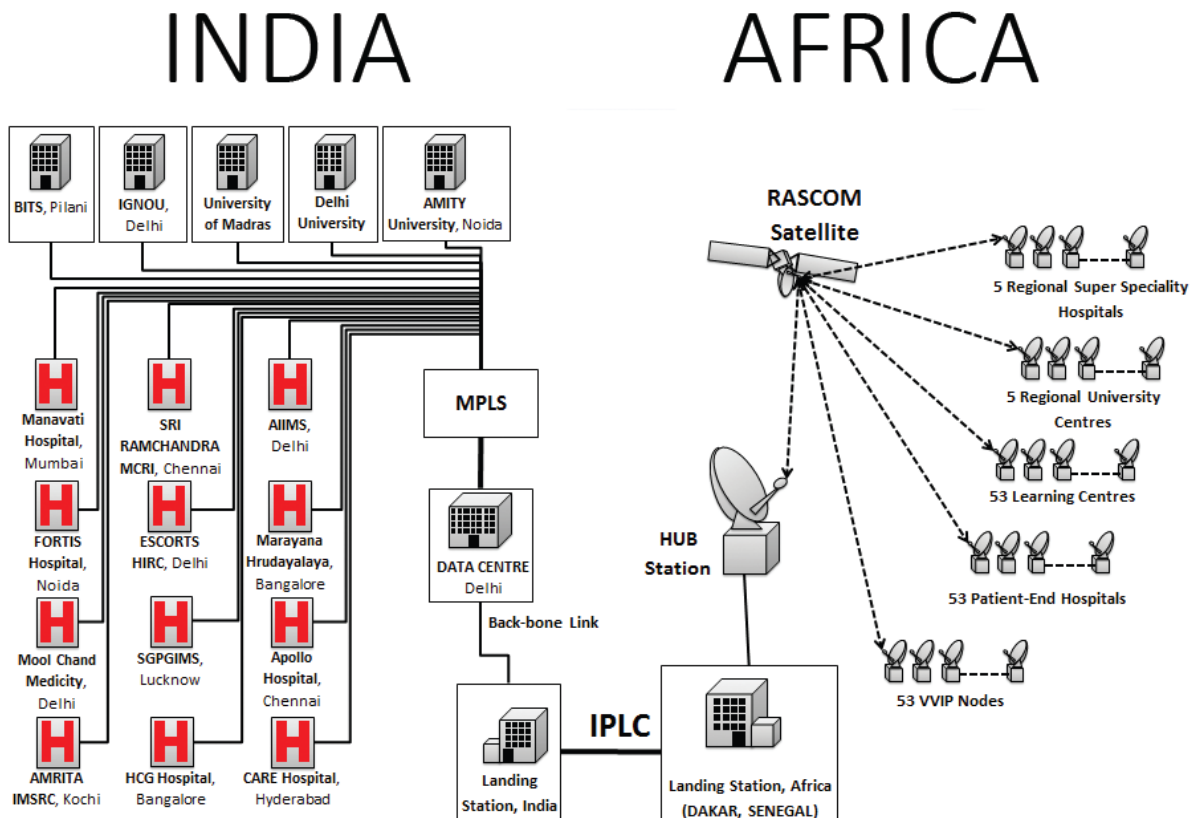 INDIA
AFRICA
BITS, Pilani
IGNOU,
Delhi
University
of Madras
Delhi
University
AMITY
University, Noida
RASCOM
Satellite
5 Regional Super Speciality
Hospitals
5 Regional University
Centres
53 Learning Centres
53 Patient-End Hospitals
53 VVIP Nodes
HUB
Station
MPLS
DATA CENTRE
Delhi
Back-bone Link
Landing
Station, India
IPLC
Landing Station, Africa
(DAKAR, SENEGAL)
H
Manavati
Hospital,
Mumbai
H
SRI
RAMCHANDRA
MCRI, Chennai
H
AIIMS,
Delhi
H
FORTIS
Hospital,
Noida
H
ESCORTS
HIRC, Delhi
H
Marayana
Hrudayalaya,
Bangalore
H
Mool Chand
Medicity,
Delhi
H
SGPGIMS,
Lucknow
H
Apollo
Hospital,
Chennai
H
AMRITA
IMSRC, Kochi
H
HCG Hospital,
Bangalore
H
CARE Hospital,
Hyderabad